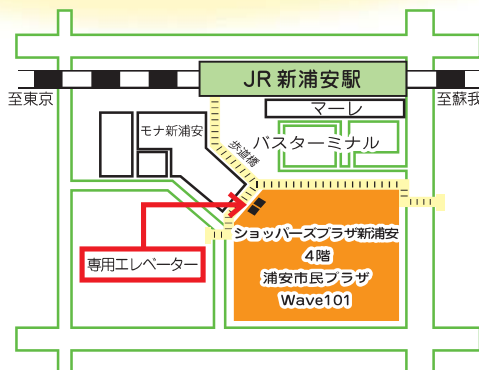 JR 新浦安駅
至東京
至蘇我
マーレ
モナ新浦安
歩道橋
バスターミナル
専用エレベーター
ショッパーズプラザ新浦安
4階
浦安市民プラザ
Wave101